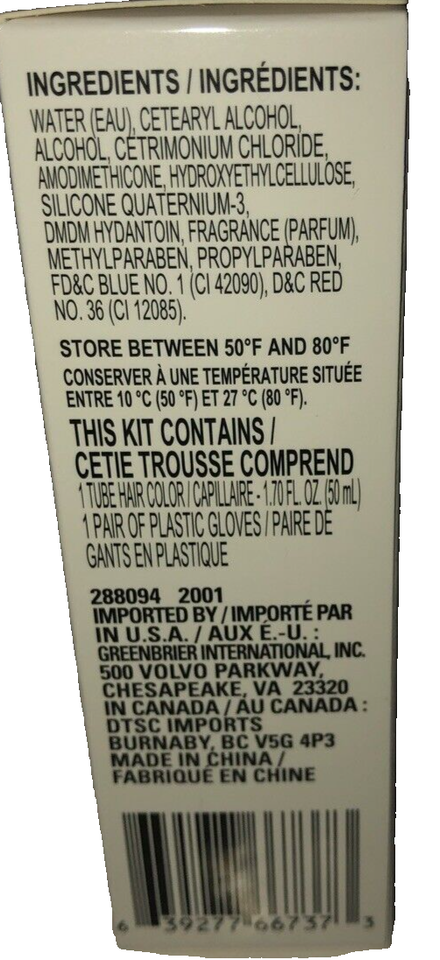 INGREDIENTS / INGRÉDIENTS:
WATER (EAU), CETEARYL ALCOHOL,
ALCOHOL, CETRIMONIUM CHLORIDE,
AMODIMETHICONE, HYDROXYETHYLCELLULOSE,
SILICONE QUATERNIUM-3,
DMDM HYDANTOIN, FRAGRANCE (PARFUM),
METHYLPARABEN, PROPYLPARABEN,
FD&C BLUE NO. 1 (CI 42090), D&C RED
NO. 36 (CI 12085).
STORE BETWEEN 50°F AND 80°F
CONSERVER À UNE TEMPÉRATURE SITUÉE
ENTRE 10 °C (50 °F) ET 27 °C (80 °F).
THIS KIT CONTAINS /
CETIE TROUSSE COMPREND
1 TUBE HAIR COLOR / CAPILLAIRE - 1.70 FL. OZ. (50 mL)
1 PAIR OF PLASTIC GLOVES / PAIRE DE
GANTS EN PLASTIQUE
288094 2001
IMPORTED BY / IMPORTÉ PAR
IN U.S.A. / AUX É.-U. :
GREENBRIER INTERNATIONAL, INC.
500 VOLVO PARKWAY,
CHESAPEAKE, VA 23320
IN CANADA / AU CANADA :
DTSC IMPORTS
BURNABY, BC V5G 4P3
MADE IN CHINA /
FABRIQUÉ EN CHINE
6 39277 66737 3